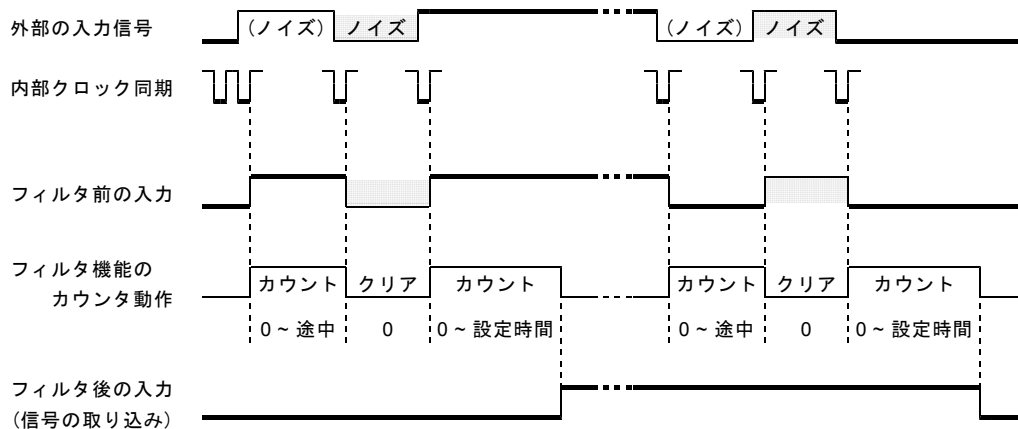 外部の入力信号
(ノイズ) ノイズ (ノイズ) ノイズ
内部クロック同期
フィルタ前の入力
フィルタ機能の
カウンタ動作
カウント クリア カウント カウント クリア カウント
0 ~ 途中 0 0 ~ 設定時間 0 ~ 途中 0 0 ~ 設定時間
フィルタ後の入力
(信号の取り込み)